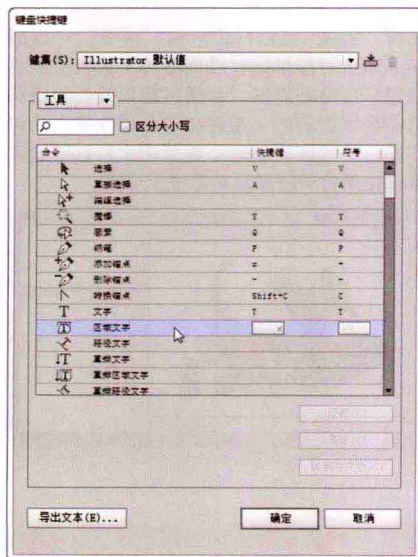 键盘快捷键
键集(S): Illustrator 默认值
工具
区分大小写
命令 快捷键 符号
选择 V V
直接选择 A A
编组选择
魔棒 Y Y
套索 Q Q
钢笔 P P
添加锚点 = +
删除锚点 - -
转换锚点 Shift+C C
文字 T T
区域文字
路径文字
直排文字
直排区域文字
直排路径文字
导出文本(E)... 确定 取消